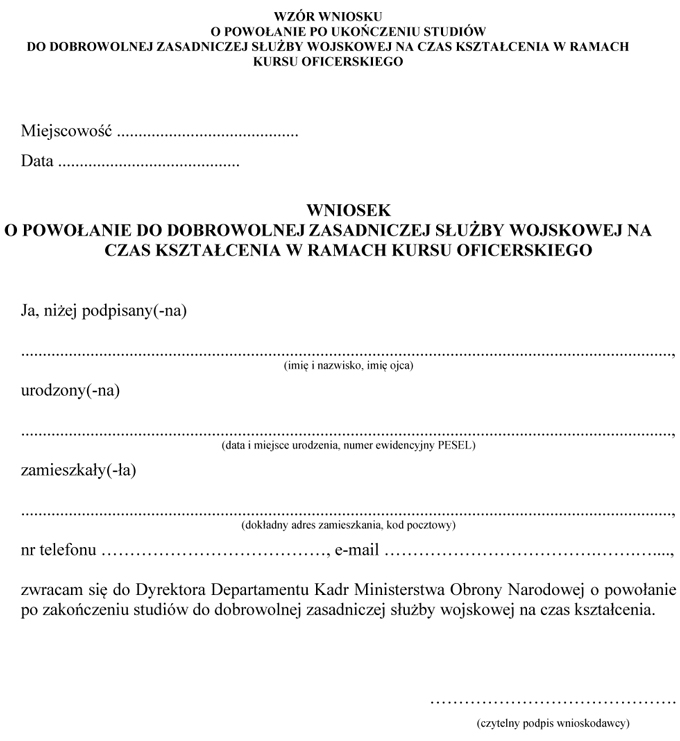 WZÓR WNIOSKU
O POWOŁANIE PO UKOŃCZENIU STUDIÓW
DO DOBROWOLNEJ ZASADNICZEJ SŁUŻBY WOJSKOWEJ NA CZAS KSZTAŁCENIA W RAMACH
KURSU OFICERSKIEGO
Miejscowość ..........................................
Data ..........................................
WNIOSEK
O POWOŁANIE DO DOBROWOLNEJ ZASADNICZEJ SŁUŻBY WOJSKOWEJ NA
CZAS KSZTAŁCENIA W RAMACH KURSU OFICERSKIEGO
Ja, niżej podpisany(-na)
......................................................................................................................................................,
(imię i nazwisko, imię ojca)
urodzony(-na)
......................................................................................................................................................,
(data i miejsce urodzenia, numer ewidencyjny PESEL)
zamieszkały(-ła)
......................................................................................................................................................,
(dokładny adres zamieszkania, kod pocztowy)
nr telefonu …………………………………, e-mail ……………………………….…….…....,
zwracam się do Dyrektora Departamentu Kadr Ministerstwa Obrony Narodowej o powołanie
po zakończeniu studiów do dobrowolnej zasadniczej służby wojskowej na czas kształcenia.
…………………………………….
(czytelny podpis wnioskodawcy)